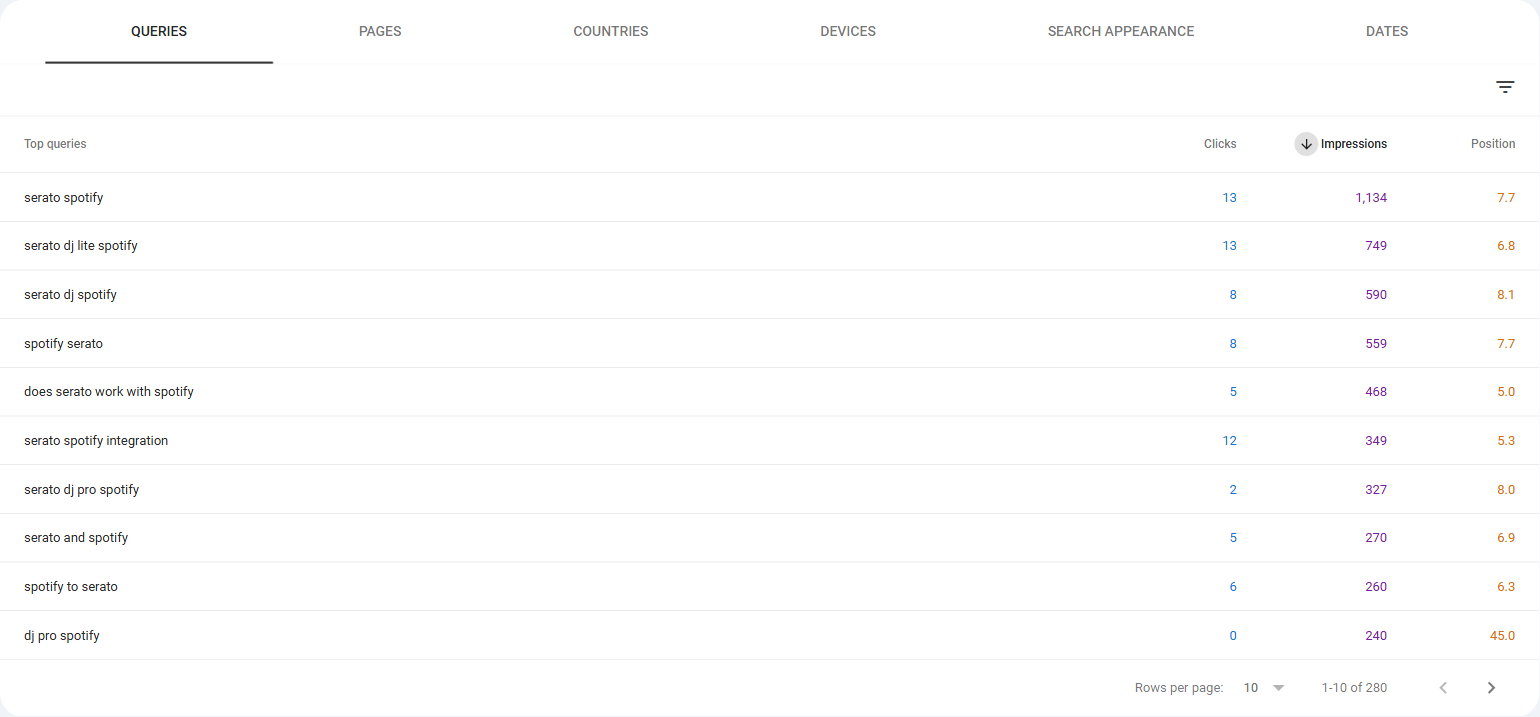 QUERIES PAGES COUNTRIES DEVICES SEARCH APPEARANCE DATES
Top queries Clicks Impressions Position
serato spotify 13 1,134 7.7
serato dj lite spotify 13 749 6.8
serato dj spotify 8 590 8.1
spotify serato 8 559 7.7
does serato work with spotify 5 468 5.0
serato spotify integration 12 349 5.3
serato dj pro spotify 2 327 8.0
serato and spotify 5 270 6.9
spotify to serato 6 260 6.3
dj pro spotify 0 240 45.0
Rows per page: 10 1-10 of 280